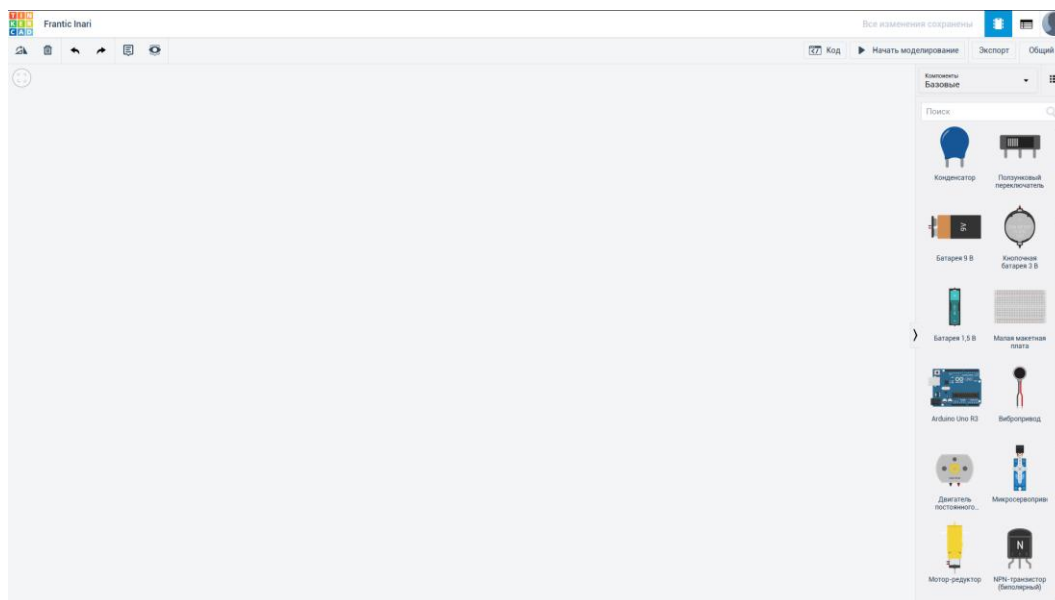 TIN
KER
CAD
Frantic Inari
Все изменения сохранены
Код
Начать моделирование
Экспорт
Общий
Компоненты
Базовые
Поиск
Конденсатор
Ползунковый
переключатель
9V
Батарея 9 В
Кнопочная
батарея 3 В
Батарея 1,5 В
Малая макетная
плата
Arduino Uno R3
Вибропривод
Двигатель
постоянного...
Микросервоприв
Мотор-редуктор
N
NPN-транзистор
(биполярный)